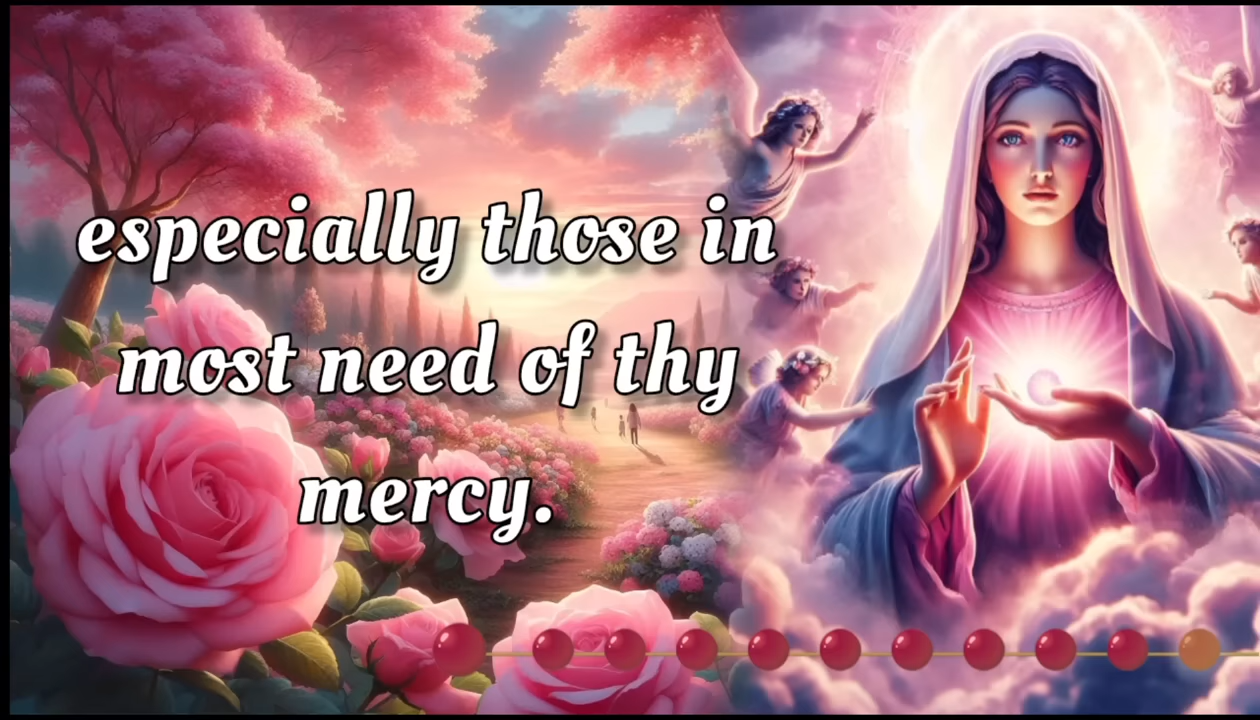 especially those in
most need of thy
mercy.